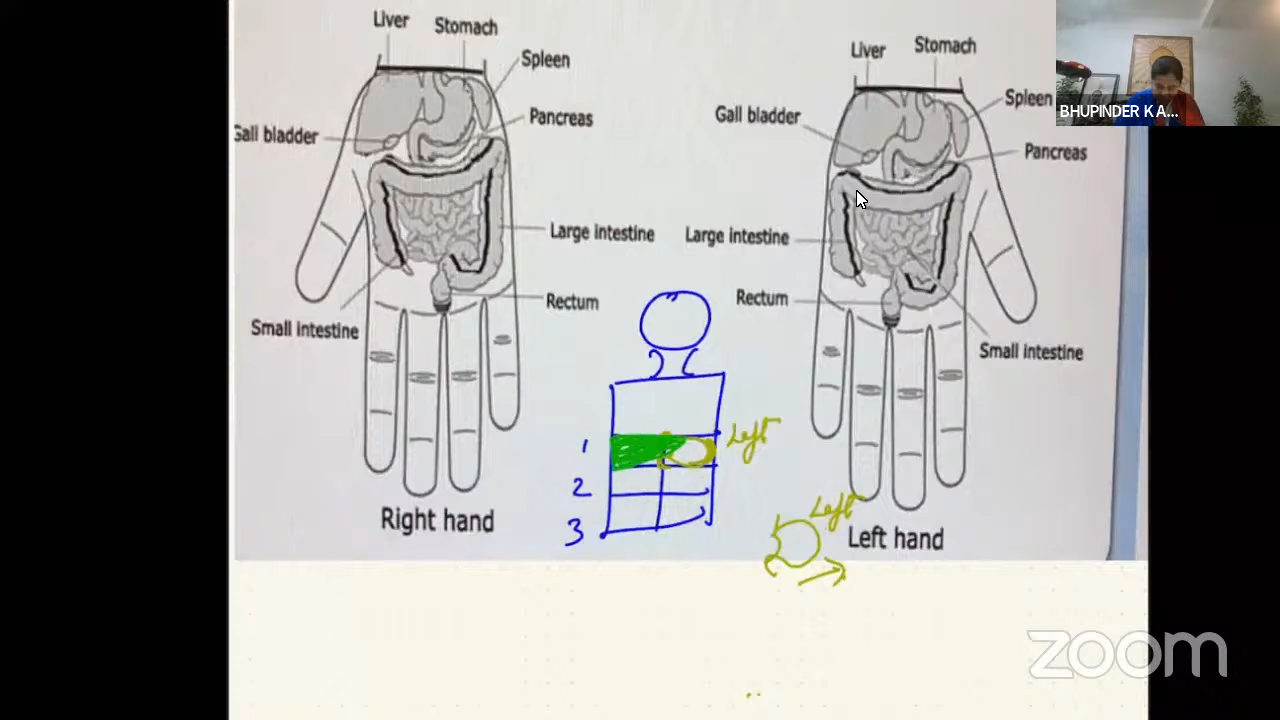 Liver
Stomach
Spleen
Pancreas
Gall bladder
Large intestine
Rectum
Small intestine
Right hand
Liver
Stomach
Spleen
Pancreas
Gall bladder
Large intestine
Rectum
Small intestine
Left hand
1
2
3
Left
Left
BHUPINDER K A...
zoom